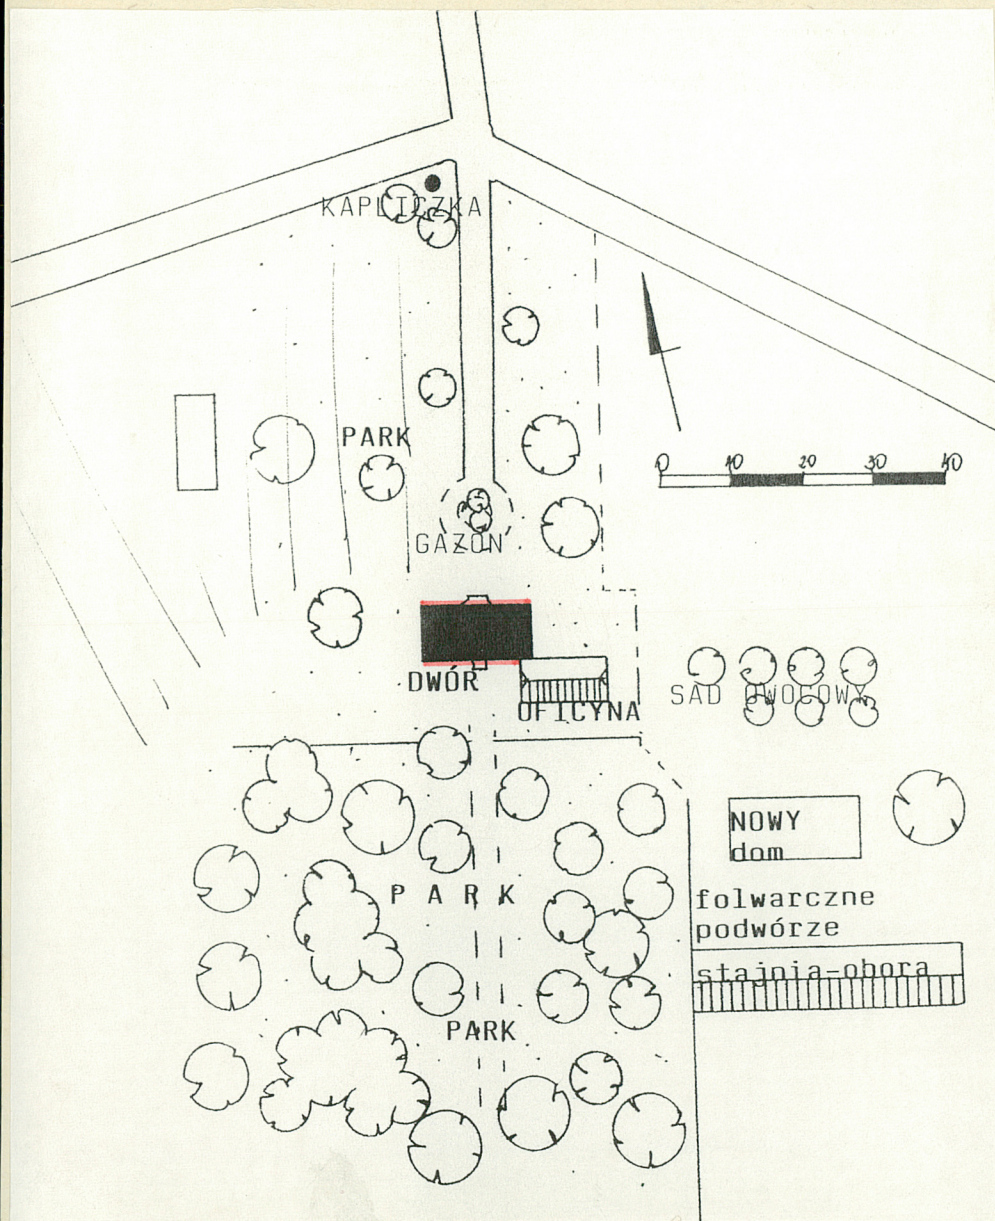 KAPLICZKA
PARK
0 10 20 30 40
GAZON
DWÓR
OFICYNA
SAD OWOCOWY
NOWY
dom
PARK
folwarczne
podwórze
stajnia-obora
PARK